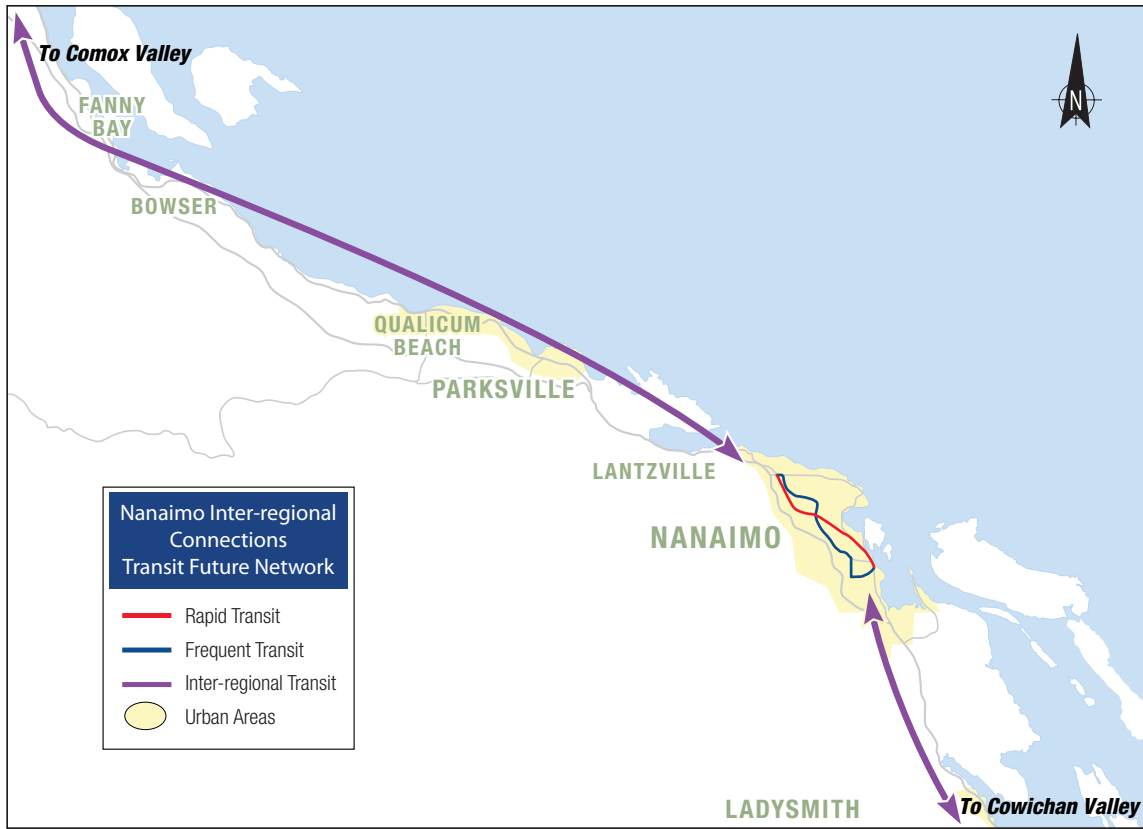 To Comox Valley
N
FANNY
BAY
BOWSER
QUALICUM
BEACH
PARKSVILLE
LANTZVILLE
NANAIMO
Nanaimo Inter-regional
Connections
Transit Future Network
Rapid Transit
Frequent Transit
Inter-regional Transit
Urban Areas
LADYSMITH
To Cowichan Valley